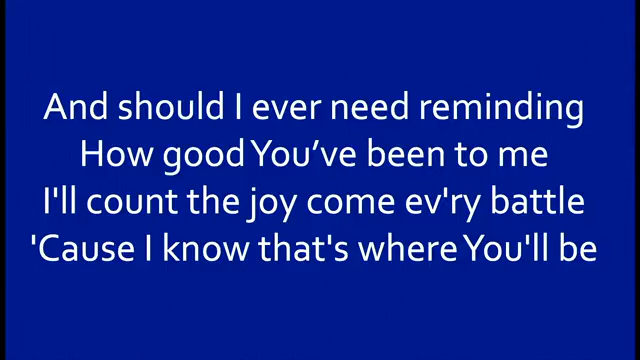 And should I ever need reminding
How good You’ve been to me
I'll count the joy come ev'ry battle
'Cause I know that's where You'll be